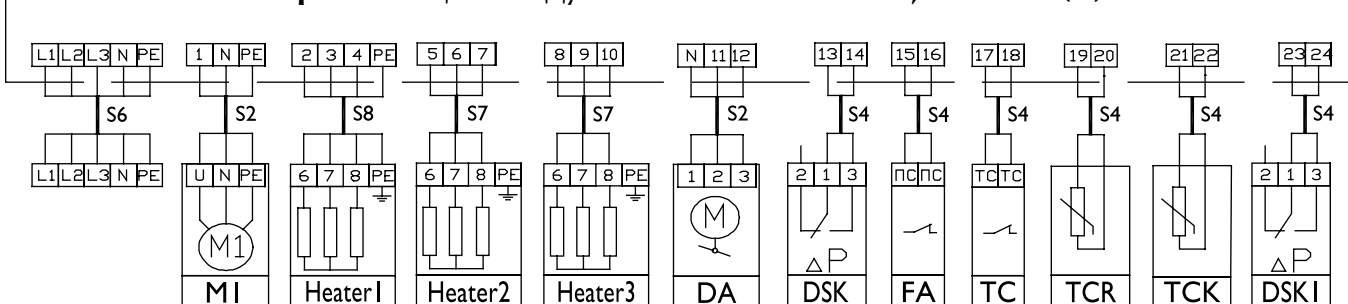 L1 L2 L3 N PE 1 N PE 2 3 4 PE 5 6 7 8 9 10 N 11 12 13 14 15 16 17 18 19 20 21 22 23 24
S6 S2 S8 S7 S7 S2 S4 S4 S4 S4 S4 S4
L1 L2 L3 N PE U N PE 6 7 8 PE 6 7 8 PE 6 7 8 PE 1 2 3 2 1 3 ПС ПС ТС ТС 2 1 3
M1 M ΔP ΔP
M1 Heater1 Heater2 Heater3 DA DSK FA TC TCR TCK DSK1